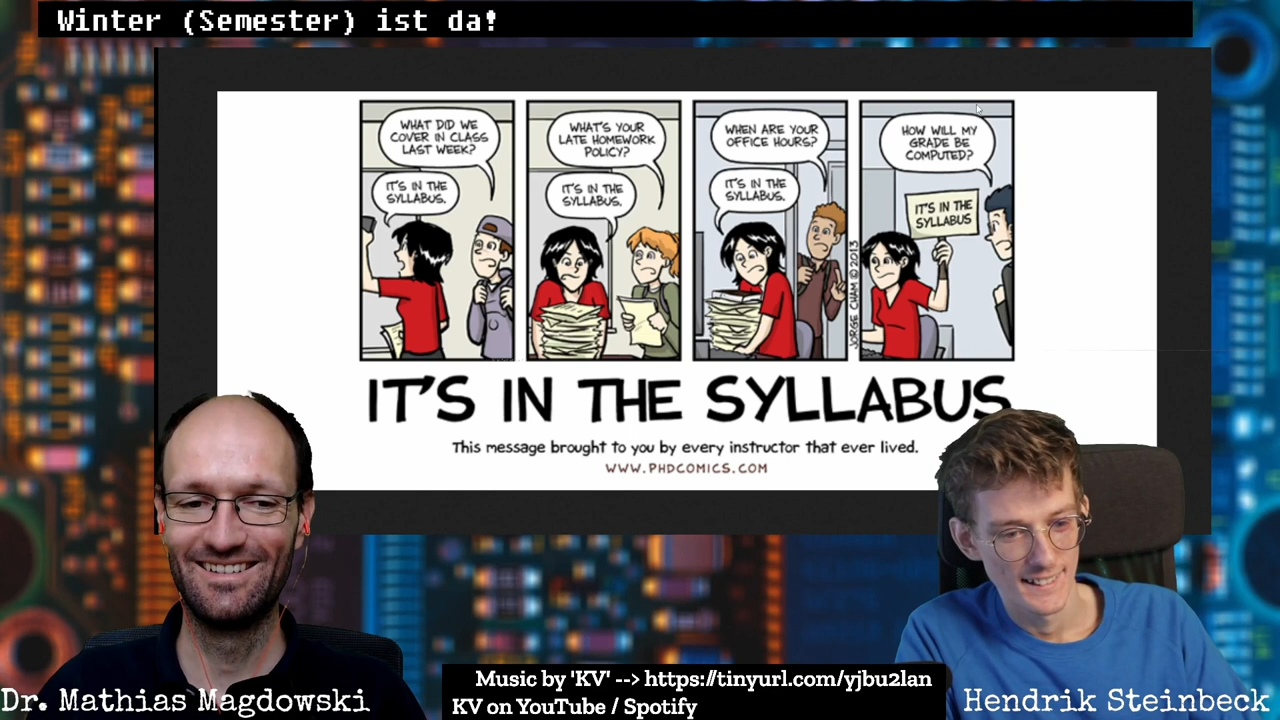 Winter (Semester) ist da!
WHAT DID WE
COVER IN CLASS
LAST WEEK?
IT'S IN THE
SYLLABUS.
WHAT'S YOUR
LATE HOMEWORK
POLICY?
IT'S IN THE
SYLLABUS.
WHEN ARE YOUR
OFFICE HOURS?
IT'S IN THE
SYLLABUS.
HOW WILL MY
GRADE BE
COMPUTED?
IT'S IN THE
SYLLABUS
JORGE CHAM © 2013
IT'S IN THE SYLLABUS
This message brought to you by every instructor that ever lived.
WWW.PHDCOMICS.COM
Dr. Mathias Magdowski
Music by 'KV' --> https://tinyurl.com/yjbu2lan
KV on YouTube / Spotify
Hendrik Steinbeck